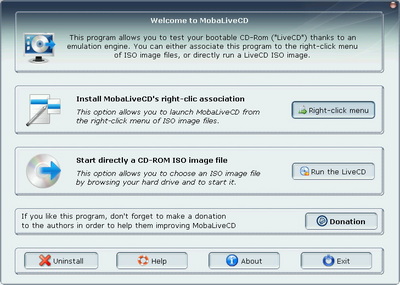 Welcome to MobaLiveCD
This program allows you to test your bootable CD-Rom ("LiveCD") thanks to an
emulation engine. You can either associate this program to the right-click menu
of ISO image files, or directly run a LiveCD ISO image.
Install MobaLiveCD's right-clic association
This option allows you to launch MobaLiveCD from
the right-click menu of ISO image files.
Right-click menu
Start directly a CD-ROM ISO image file
This option allows you to choose an ISO image file
by browsing your hard drive and to start it.
Run the LiveCD
If you like this program, don't forget to make a donation
to the authors in order to help them improving MobaLiveCD
Donation
Uninstall
Help
About
Exit